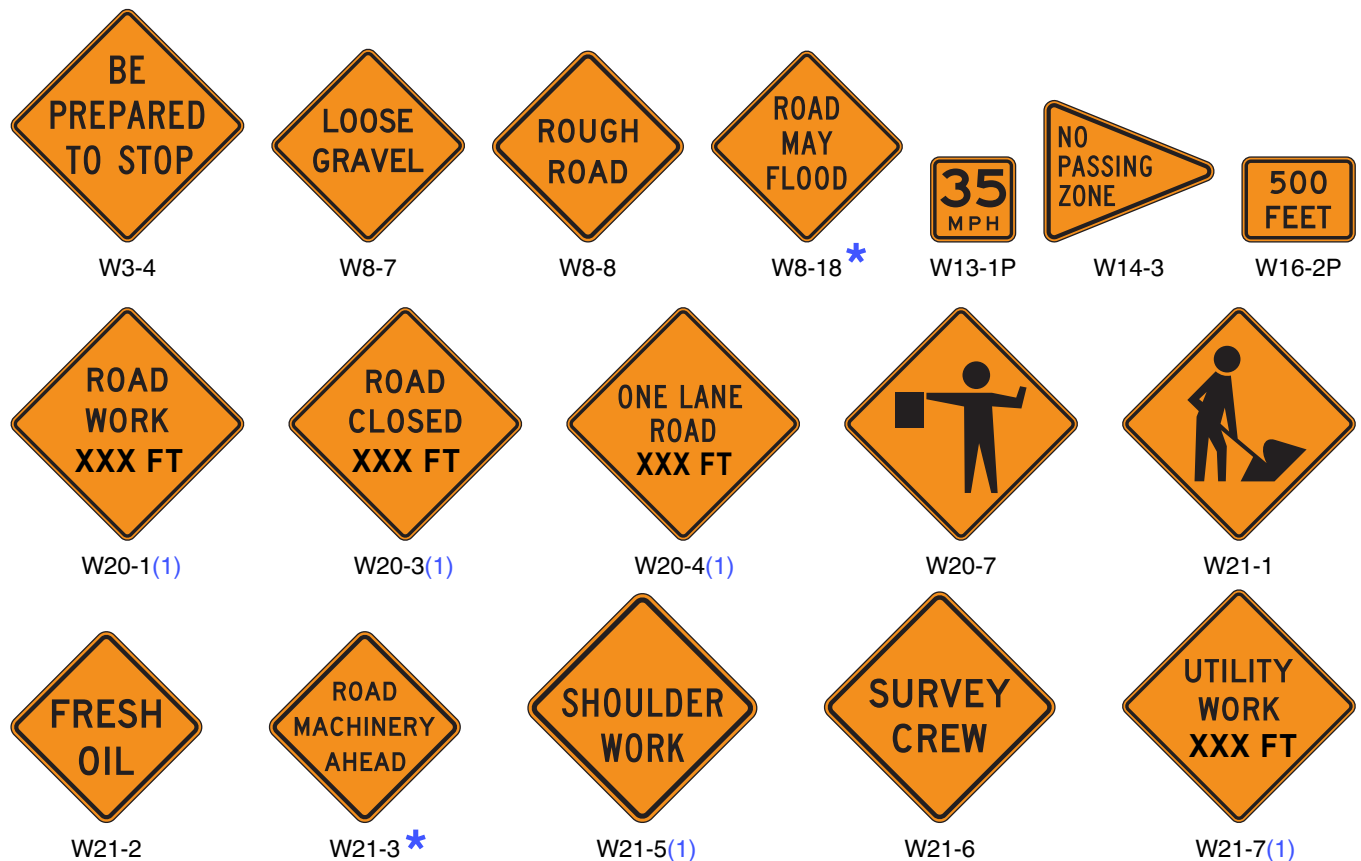 BE
PREPARED
TO STOP
W3-4
LOOSE
GRAVEL
W8-7
ROUGH
ROAD
W8-8
ROAD
MAY
FLOOD
W8-18*
35
MPH
W13-1P
NO
PASSING
ZONE
W14-3
500
FEET
W16-2P
ROAD
WORK
XXX FT
W20-1(1)
ROAD
CLOSED
XXX FT
W20-3(1)
ONE LANE
ROAD
XXX FT
W20-4(1)
W20-7
W21-1
FRESH
OIL
W21-2
ROAD
MACHINERY
AHEAD
W21-3*
SHOULDER
WORK
W21-5(1)
SURVEY
CREW
W21-6
UTILITY
WORK
XXX FT
W21-7(1)